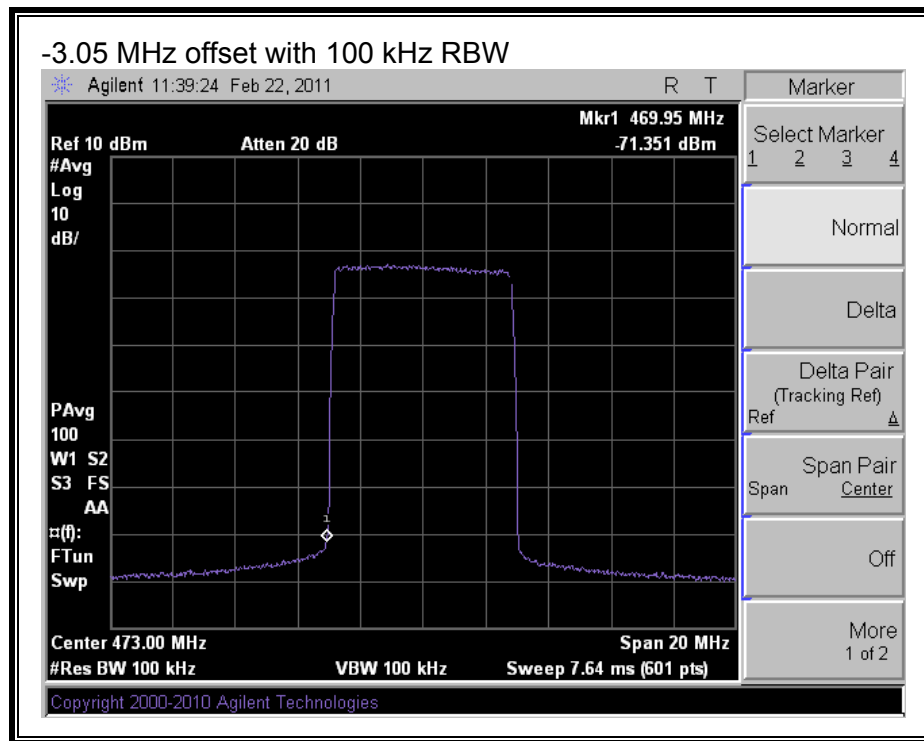 -3.05 MHz offset with 100 kHz RBW
Agilent 11:39:24 Feb 22, 2011
R T
Marker
Mkr1 469.95 MHz
Ref 10 dBm
Atten 20 dB
-71.351 dBm
#Avg
Log
10
dB/
PAvg
100
W1 S2
S3 FS
AA
¤(f):
FTun
Swp
1
Center 473.00 MHz
Span 20 MHz
#Res BW 100 kHz
VBW 100 kHz
Sweep 7.64 ms (601 pts)
Select Marker
1 2 3 4
Normal
Delta
Delta Pair
(Tracking Ref)
Ref Δ
Span Pair
Span Center
Off
More
1 of 2
Copyright 2000-2010 Agilent Technologies